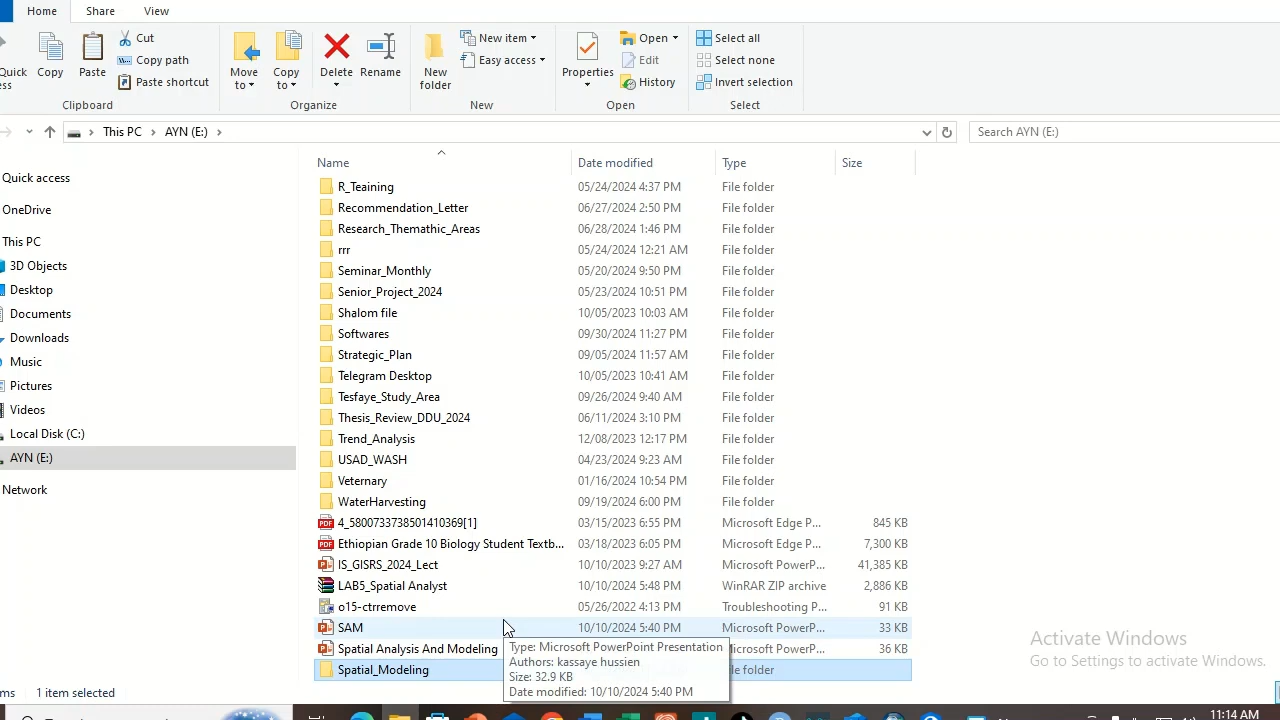 Home Share View
Cut
Copy path
Paste shortcut
Quick
Copy
Paste
Clipboard
Move to
Copy to
Delete
Rename
Organize
New folder
New item
Easy access
New
Properties
Open
Edit
History
Open
Select all
Select none
Invert selection
Select
This PC AYN (E:)
Search AYN (E:)
Quick access
OneDrive
This PC
3D Objects
Desktop
Documents
Downloads
Music
Pictures
Videos
Local Disk (C:)
AYN (E:)
Network
Name Date modified Type Size
R_Teaining 05/24/2024 4:37 PM File folder
Recommendation_Letter 06/27/2024 2:50 PM File folder
Research_Themathic_Areas 06/28/2024 1:46 PM File folder
rrr 05/24/2024 12:21 AM File folder
Seminar_Monthly 05/20/2024 9:50 PM File folder
Senior_Project_2024 05/23/2024 10:51 PM File folder
Shalom file 10/05/2023 10:03 AM File folder
Softwares 09/30/2024 11:27 PM File folder
Strategic_Plan 09/05/2024 11:57 AM File folder
Telegram Desktop 10/05/2023 10:41 AM File folder
Tesfaye_Study_Area 09/26/2024 9:40 AM File folder
Thesis_Review_DDU_2024 06/11/2024 3:10 PM File folder
Trend_Analysis 12/08/2023 12:17 PM File folder
USAD_WASH 04/23/2024 9:23 AM File folder
Veternary 01/16/2024 10:54 PM File folder
WaterHarvesting 09/19/2024 6:00 PM File folder
4_5800733738501410369[1] 03/15/2023 6:55 PM Microsoft Edge P... 845 KB
Ethiopian Grade 10 Biology Student Textb... 03/18/2023 6:05 PM Microsoft Edge P... 7,300 KB
IS_GISRS_2024_Lect 10/10/2023 9:27 AM Microsoft PowerP... 41,385 KB
LAB5_Spatial Analyst 10/10/2024 5:48 PM WinRAR ZIP archive 2,886 KB
o15-ctrremove 05/26/2022 4:13 PM Troubleshooting P... 91 KB
SAM 10/10/2024 5:40 PM Microsoft PowerP... 33 KB
Spatial Analysis And Modeling Microsoft PowerP... 36 KB
Spatial_Modeling file folder
Type: Microsoft PowerPoint Presentation
Authors: kassaye hussien
Size: 32.9 KB
Date modified: 10/10/2024 5:40 PM
Activate Windows
Go to Settings to activate Windows.
1 item selected
11:14 AM